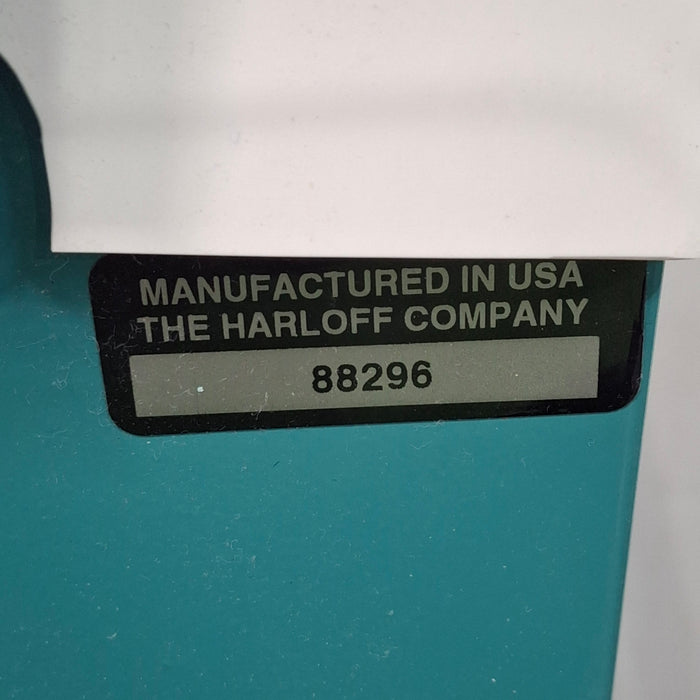 MANUFACTURED IN USA
THE HARLOFF COMPANY
88296